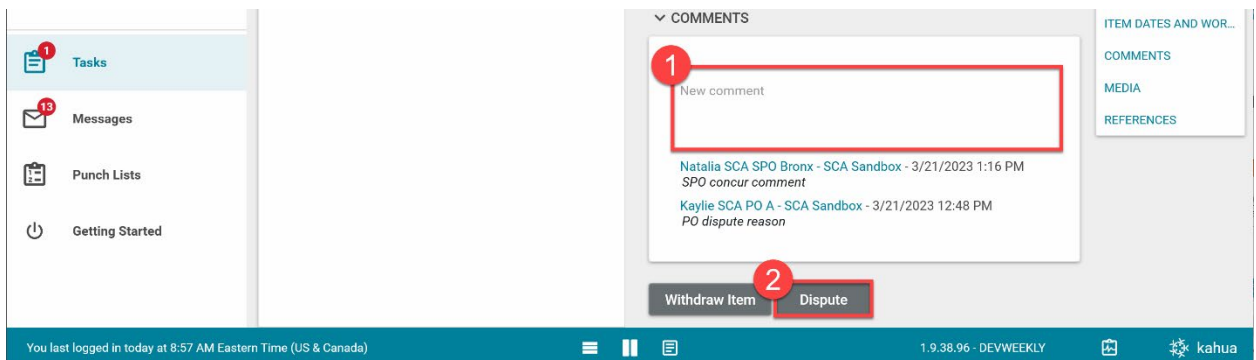 1
Tasks
13
Messages
Punch Lists
Getting Started
COMMENTS
1
New comment
Natalia SCA SPO Bronx - SCA Sandbox - 3/21/2023 1:16 PM
SPO concur comment
Kaylie SCA PO A - SCA Sandbox - 3/21/2023 12:48 PM
PO dispute reason
2
Withdraw Item
Dispute
ITEM DATES AND WOR...
COMMENTS
MEDIA
REFERENCES
You last logged in today at 8:57 AM Eastern Time (US & Canada)
1.9.38.96 - DEVWEEKLY
kahua